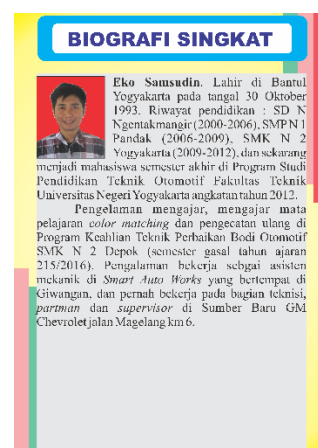 BIOGRAFI SINGKAT
Eko Samsudin. Lahir di Bantul
Yogyakarta pada tangal 30 Oktober
1993. Riwayat pendidikan : SD N
Ngentakmangir (2000-2006), SMP N 1
Pandak (2006-2009), SMK N 2
Yogyakarta (2009-2012), dan sekarang
menjadi mahasiswa semester akhir di Program Studi
Pendidikan Teknik Otomotif Fakultas Teknik
Universitas Negeri Yogyakarta angkatan tahun 2012.
Pengelaman mengajar, mengajar mata
pelajaran color matching dan pengecatan ulang di
Program Keahlian Teknik Perbaikan Bodi Otomotif
SMK N 2 Depok (semester gasal tahun ajaran
215/2016). Pengalaman bekerja sebgai asisten
mekanik di Smart Auto Works yang bertempat di
Giwangan, dan pernah bekerja pada bagian teknisi,
partman dan supervisor di Sumber Baru GM
Chevrolet jalan Magelang km 6.